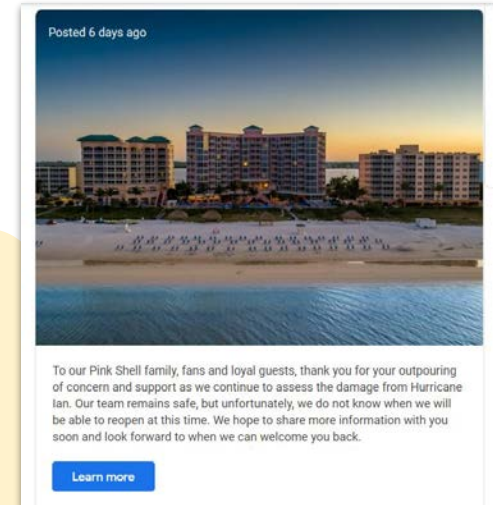 Posted 6 days ago
To our Pink Shell family, fans and loyal guests, thank you for your outpouring
of concern and support as we continue to assess the damage from Hurricane
Ian. Our team remains safe, but unfortunately, we do not know when we will
be able to reopen at this time. We hope to share more information with you
soon and look forward to when we can welcome you back.
Learn more